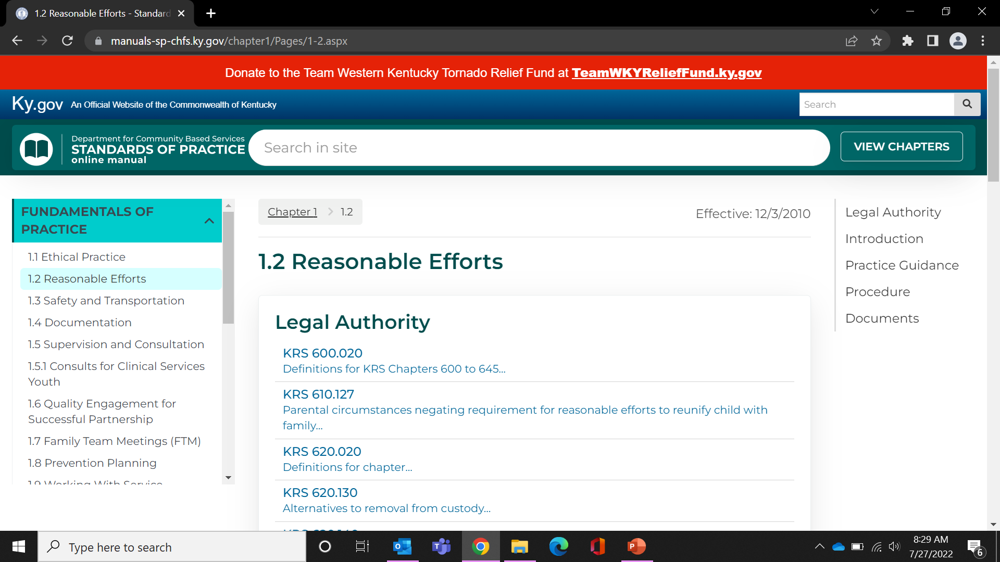 1.2 Reasonable Efforts - Standard
manuals-sp-chfs.ky.gov/chapter1/Pages/1-2.aspx
Donate to the Team Western Kentucky Tornado Relief Fund at TeamWKYReliefFund.ky.gov
Ky.gov An Official Website of the Commonwealth of Kentucky
Search
Department for Community Based Services
STANDARDS OF PRACTICE
online manual
Search in site
VIEW CHAPTERS
FUNDAMENTALS OF
PRACTICE
1.1 Ethical Practice
1.2 Reasonable Efforts
1.3 Safety and Transportation
1.4 Documentation
1.5 Supervision and Consultation
1.5.1 Consults for Clinical Services
Youth
1.6 Quality Engagement for
Successful Partnership
1.7 Family Team Meetings (FTM)
1.8 Prevention Planning
1.9 Working With Service
Chapter 1 > 1.2
Effective: 12/3/2010
1.2 Reasonable Efforts
Legal Authority
KRS 600.020
Definitions for KRS Chapters 600 to 645...
KRS 610.127
Parental circumstances negating requirement for reasonable efforts to reunify child with
family...
KRS 620.020
Definitions for chapter...
KRS 620.130
Alternatives to removal from custody...
Legal Authority
Introduction
Practice Guidance
Procedure
Documents
Type here to search
8:29 AM
7/27/2022
6